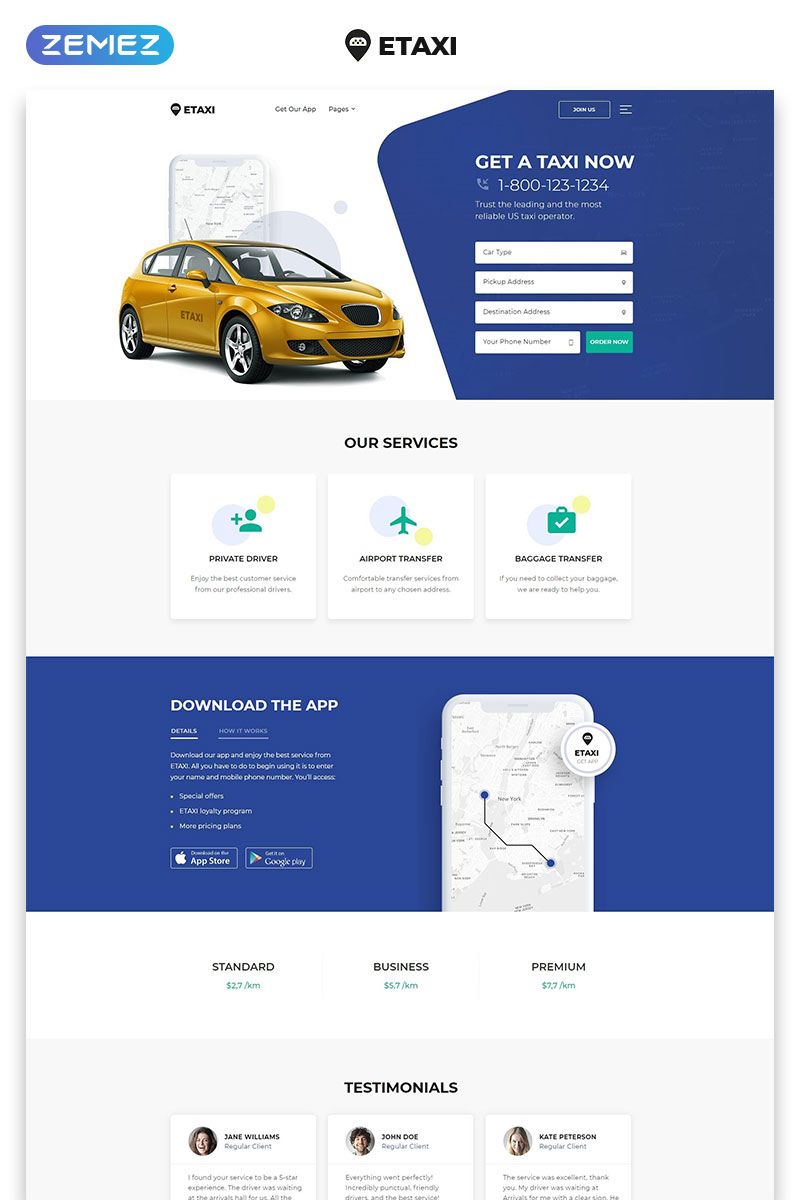 ZEMEZ
ETAXI
ETAXI
Get Our App
Pages
JOIN US
GET A TAXI NOW
1-800-123-1234
Trust the leading and the most
reliable US taxi operator.
Car Type
Pickup Address
Destination Address
Your Phone Number
ORDER NOW
New York
ETAXI
OUR SERVICES
PRIVATE DRIVER
Enjoy the best customer service
from our professional drivers.
AIRPORT TRANSFER
Comfortable transfer services from
airport to any chosen address.
BAGGAGE TRANSFER
If you need to collect your baggage,
we are ready to help you.
DOWNLOAD THE APP
DETAILS
HOW IT WORKS
Download our app and enjoy the best service from
ETAXI. All you have to do to begin using it is to enter
your name and mobile phone number. You'll access:
Special offers
ETAXI loyalty program
More pricing plans
Download on the
App Store
Get it on
Google play
ETAXI
GET APP
New York
STANDARD
$2,7 /km
BUSINESS
$5,7 /km
PREMIUM
$7,7 /km
TESTIMONIALS
JANE WILLIAMS
Regular Client
I found your service to be a 5-star
experience. The driver was waiting
at the arrivals hall for us. All the
JOHN DOE
Regular Client
Everything went perfectly!
Incredibly punctual, friendly
drivers, and the best service!
KATE PETERSON
Regular Client
The service was excellent, thank
you. My driver was waiting at
Arrivals for me with a clear sign. He